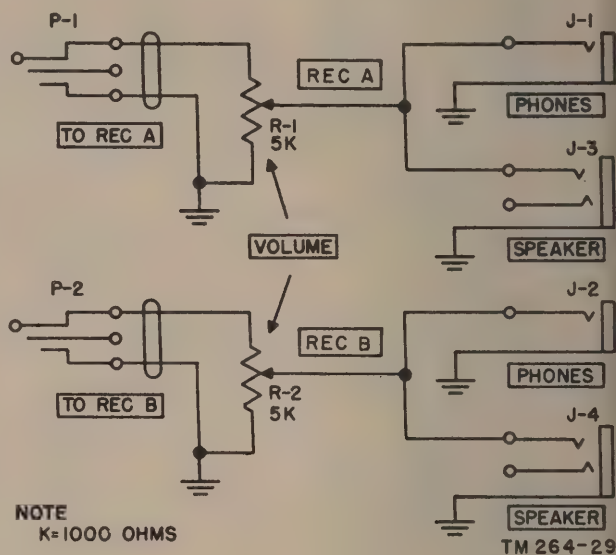 P-1
J-1
REC A
PHONES
TO REC A
R-1
5K
J-3
VOLUME
SPEAKER
P-2
J-2
REC B
PHONES
TO REC B
R-2
5K
J-4
NOTE
K=1000 OHMS
SPEAKER
TM 264-29